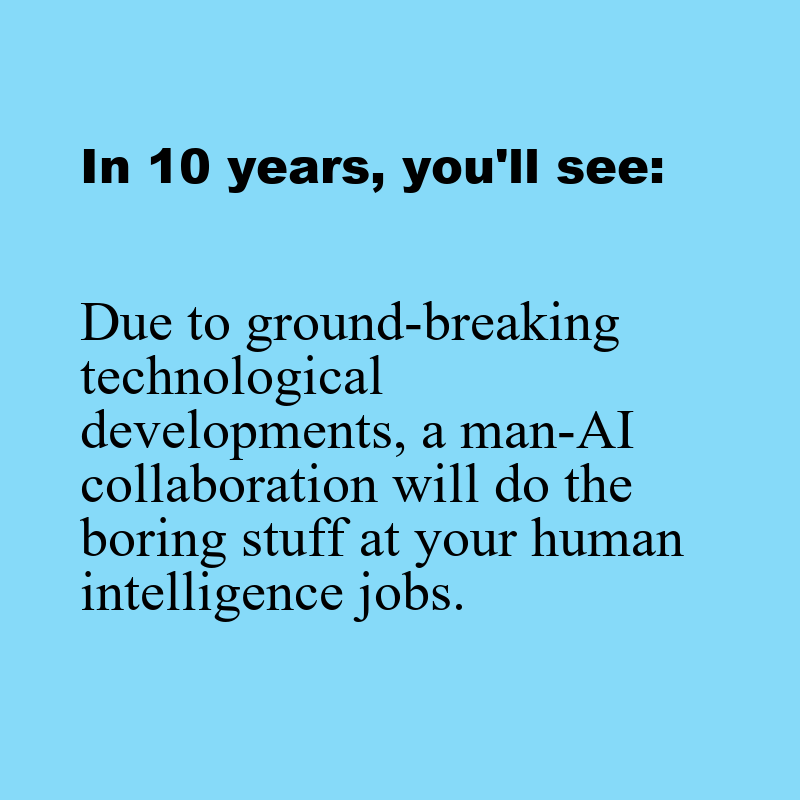 In 10 years, you'll see:
Due to ground-breaking
technological
developments, a man-AI
collaboration will do the
boring stuff at your human
intelligence jobs.